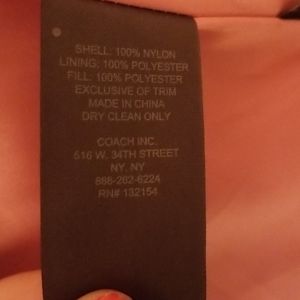 SHELL: 100% NYLON
LINING: 100% POLYESTER
FILL: 100% POLYESTER
EXCLUSIVE OF TRIM
MADE IN CHINA
DRY CLEAN ONLY
COACH INC.
516 W. 34TH STREET
NY, NY
888-262-6224
RN# 132154